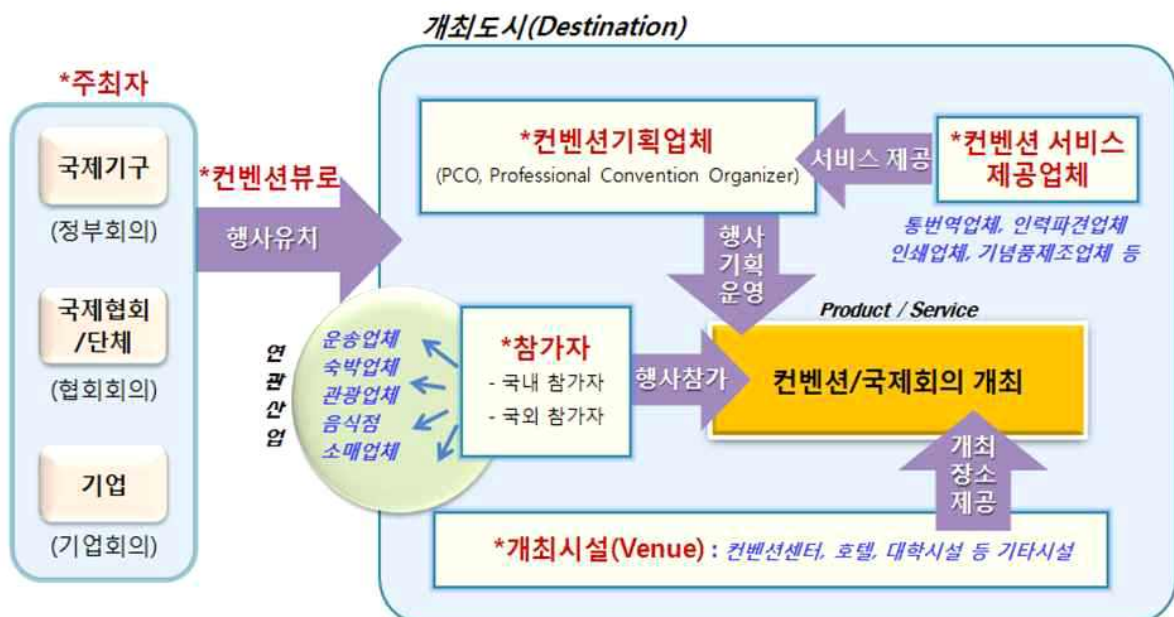 개최도시(Destination)
*주최자
국제기구
(정부회의)
국제협회
/단체
(협회회의)
기업
(기업회의)
*컨벤션뷰로
행사유치
*컨벤션기획업체
(PCO, Professional Convention Organizer)
서비스 제공
*컨벤션 서비스
제공업체
통번역업체, 인력파견업체
인쇄업체, 기념품제조업체 등
행사
기획
운영
연관산업
운송업체
숙박업체
관광업체
음식점
소매업체
*참가자
- 국내 참가자
- 국외 참가자
행사참가
Product / Service
컨벤션/국제회의 개최
개최
장소
제공
*개최시설(Venue) : 컨벤션센터, 호텔, 대학시설 등 기타시설